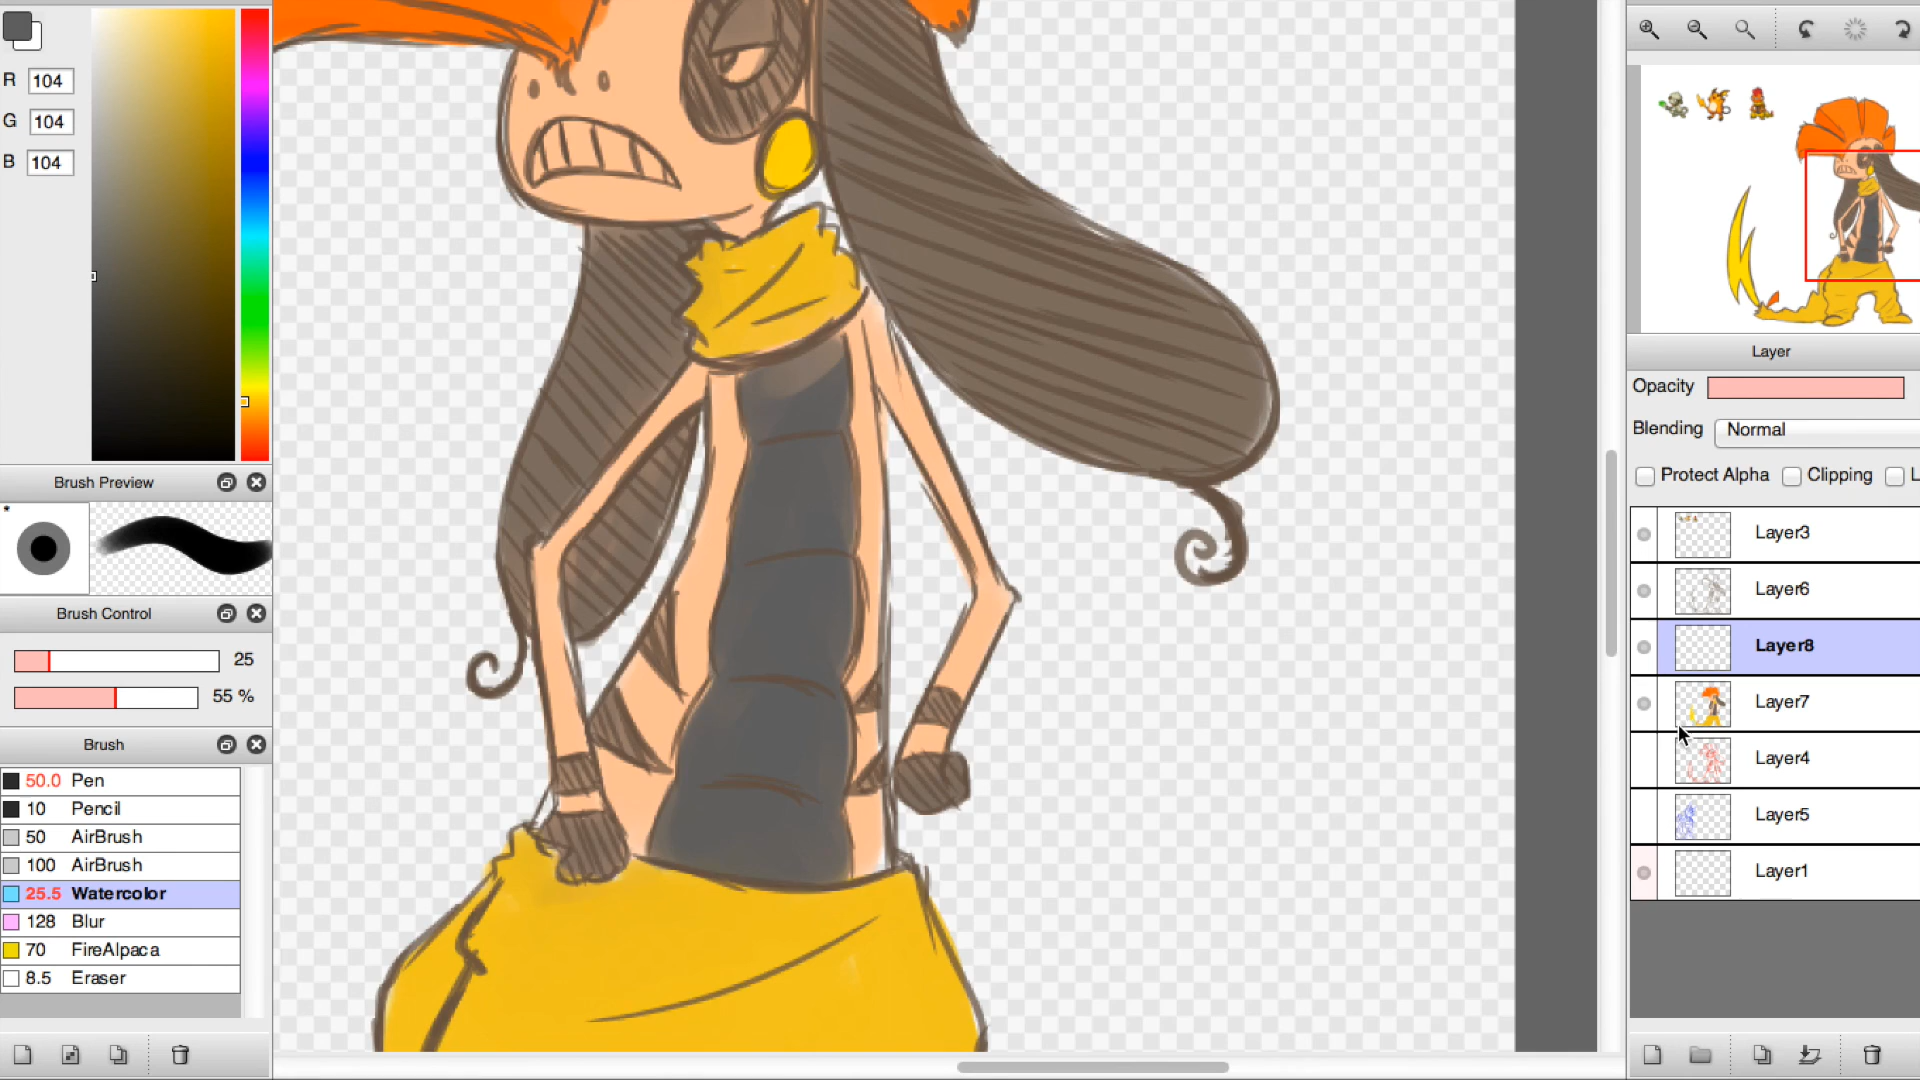 R 104
G 104
B 104
Brush Preview
*
Brush Control
25
55 %
Brush
50.0 Pen
10 Pencil
50 AirBrush
100 AirBrush
25.5 Watercolor
128 Blur
70 FireAlpaca
8.5 Eraser
Layer
Opacity
Blending Normal
Protect Alpha Clipping L
Layer3
Layer6
Layer8
Layer7
Layer4
Layer5
Layer1